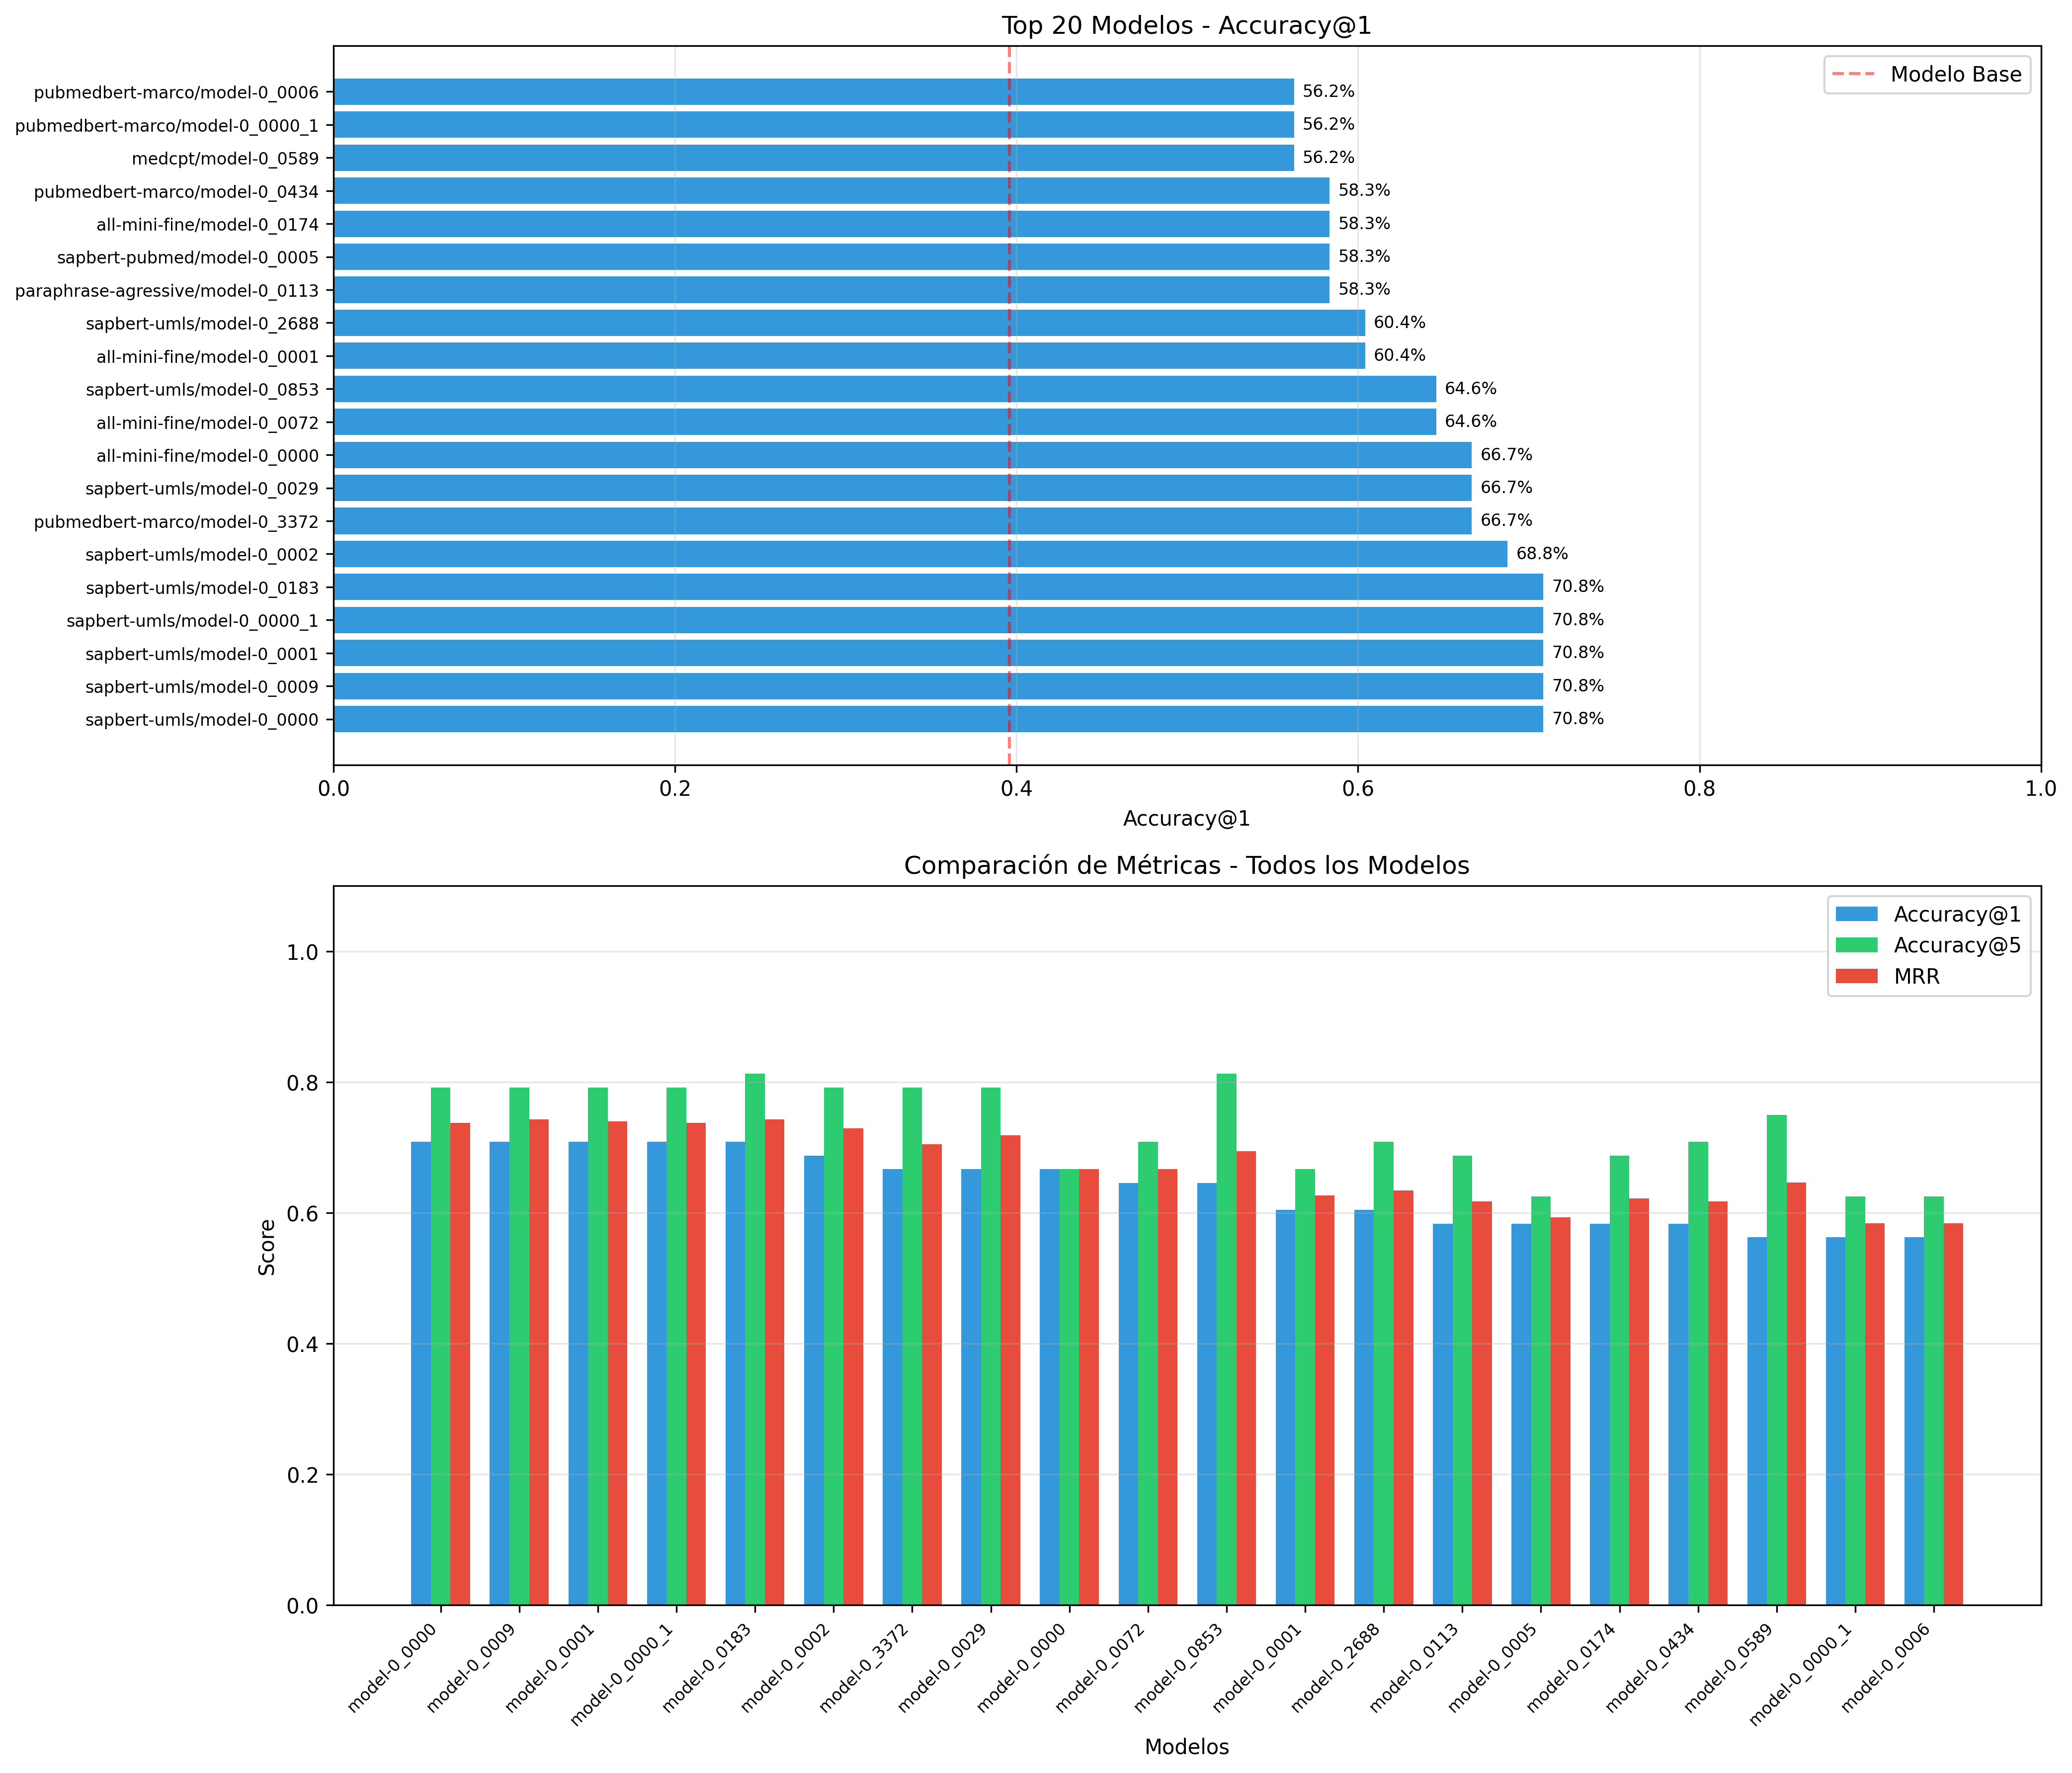 Top 20 Modelos - Accuracy@1
Modelo Base
pubmedbert-marco/model-0_0006
56.2%
pubmedbert-marco/model-0_0000_1
56.2%
medcpt/model-0_0589
56.2%
pubmedbert-marco/model-0_0434
58.3%
all-mini-fine/model-0_0174
58.3%
sapbert-pubmed/model-0_0005
58.3%
paraphrase-agressive/model-0_0113
58.3%
sapbert-umls/model-0_2688
60.4%
all-mini-fine/model-0_0001
60.4%
sapbert-umls/model-0_0853
64.6%
all-mini-fine/model-0_0072
64.6%
all-mini-fine/model-0_0000
66.7%
sapbert-umls/model-0_0029
66.7%
pubmedbert-marco/model-0_3372
66.7%
sapbert-umls/model-0_0002
68.8%
sapbert-umls/model-0_0183
70.8%
sapbert-umls/model-0_0000_1
70.8%
sapbert-umls/model-0_0001
70.8%
sapbert-umls/model-0_0009
70.8%
sapbert-umls/model-0_0000
70.8%
0.0 0.2 0.4 0.6 0.8 1.0
Accuracy@1
Comparación de Métricas - Todos los Modelos
Accuracy@1
Accuracy@5
MRR
1.0
0.8
0.6
0.4
0.2
0.0
Score
model-0_0000
model-0_0009
model-0_0001
model-0_0000_1
model-0_0183
model-0_0002
model-0_3372
model-0_0029
model-0_0000
model-0_0072
model-0_0853
model-0_0001
model-0_2688
model-0_0113
model-0_0005
model-0_0174
model-0_0434
model-0_0589
model-0_0000_1
model-0_0006
Modelos